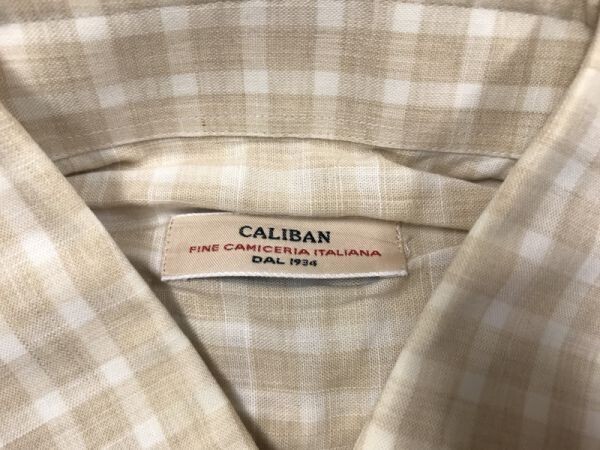 CALIBAN
FINE CAMICERIA ITALIANA
DAL 1934